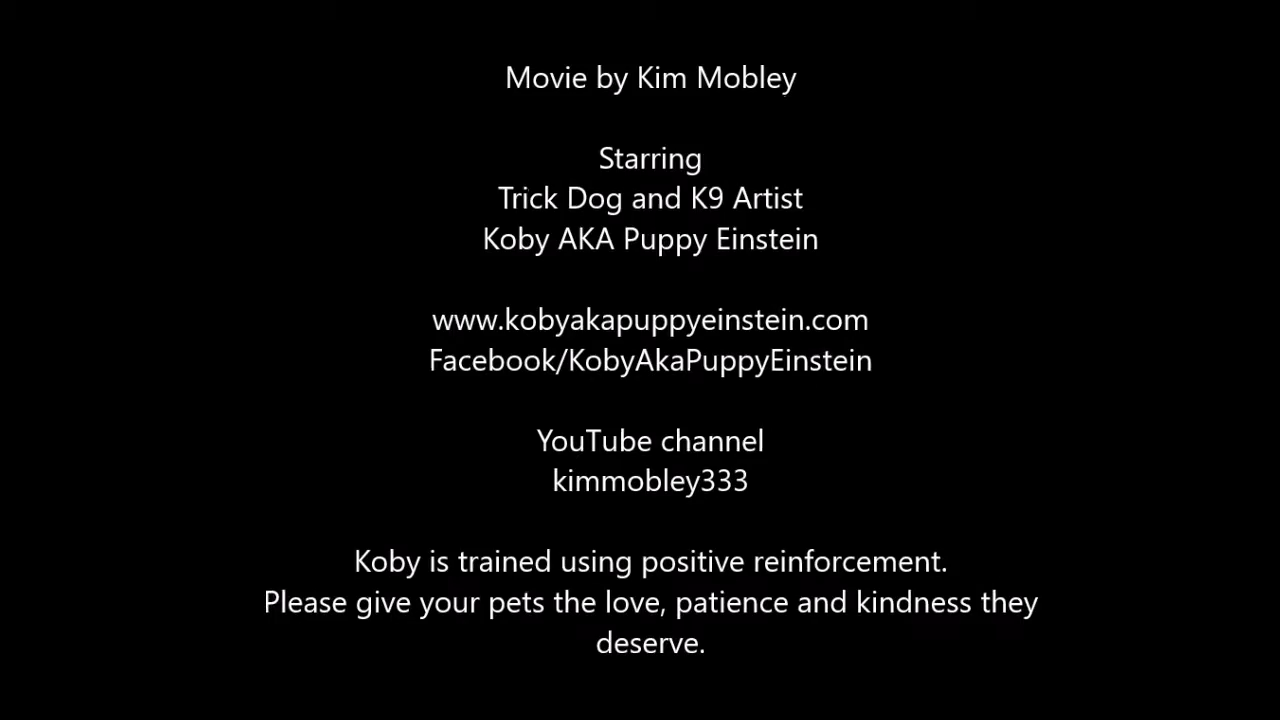 Movie by Kim Mobley
Starring
Trick Dog and K9 Artist
Koby AKA Puppy Einstein
www.kobyakapuppyeinstein.com
Facebook/KobyAkaPuppyEinstein
YouTube channel
kimmobley333
Koby is trained using positive reinforcement.
Please give your pets the love, patience and kindness they
deserve.